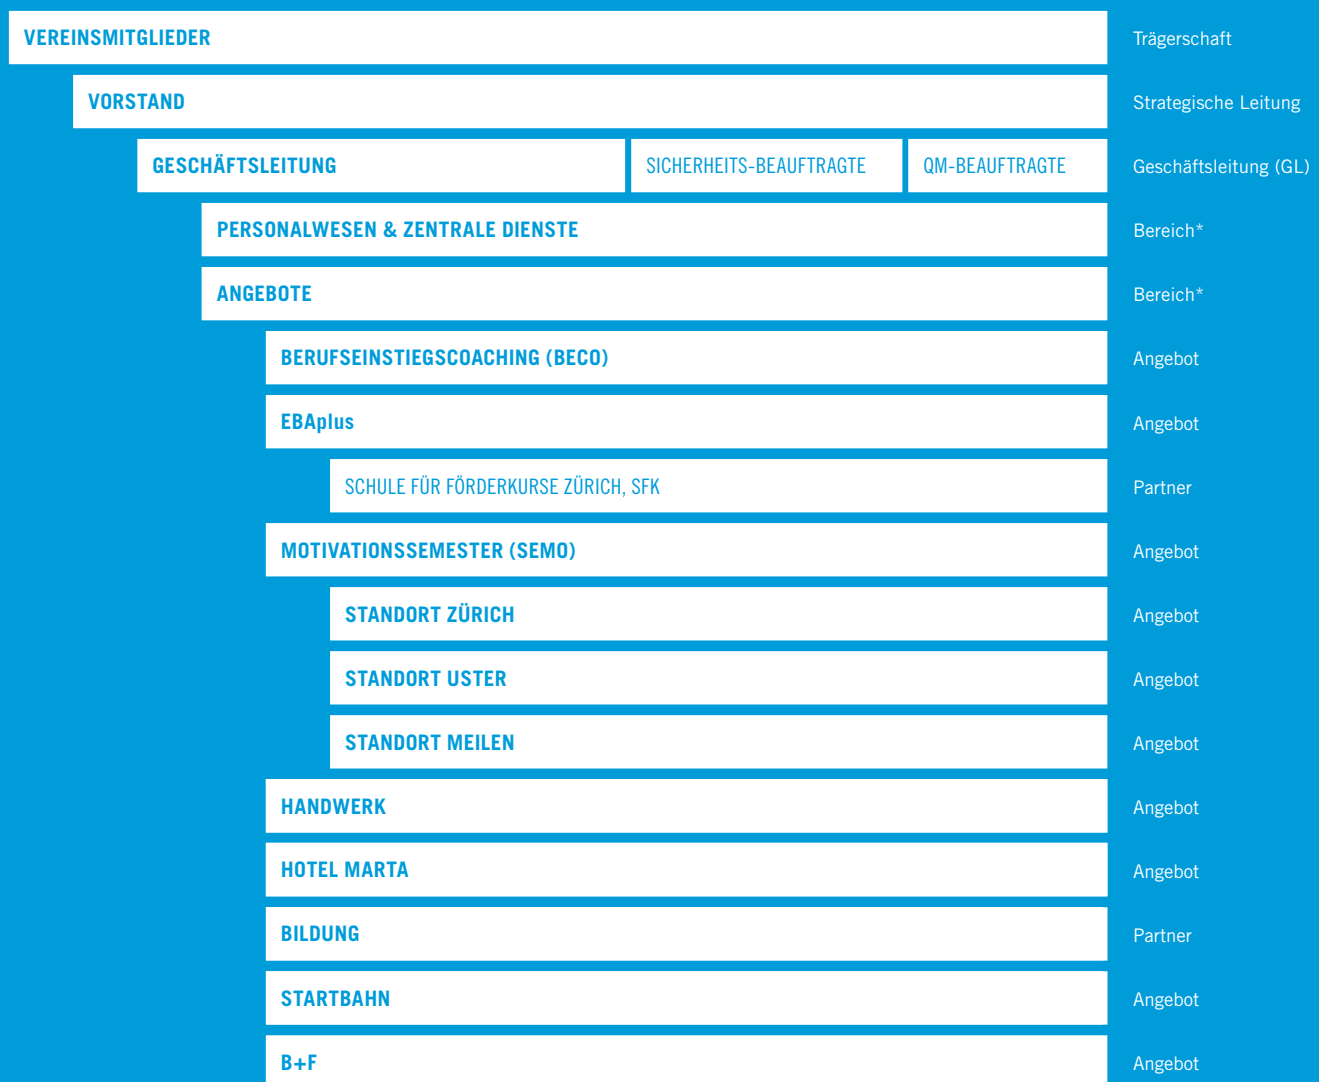 VEREINSMITGLIEDER Trägerschaft
VORSTAND Strategische Leitung
GESCHÄFTSLEITUNG SICHERHEITS-BEAUFTRAGTE QM-BEAUFTRAGTE Geschäftsleitung (GL)
PERSONALWESEN & ZENTRALE DIENSTE Bereich*
ANGEBOTE Bereich*
BERUFSEINSTIEGSCOACHING (BECO) Angebot
EBAplus Angebot
SCHULE FÜR FÖRDERKURSE ZÜRICH, SFK Partner
MOTIVATIONSSEMESTER (SEMO) Angebot
STANDORT ZÜRICH Angebot
STANDORT USTER Angebot
STANDORT MEILEN Angebot
HANDWERK Angebot
HOTEL MARTA Angebot
BILDUNG Partner
STARTBAHN Angebot
B+F Angebot